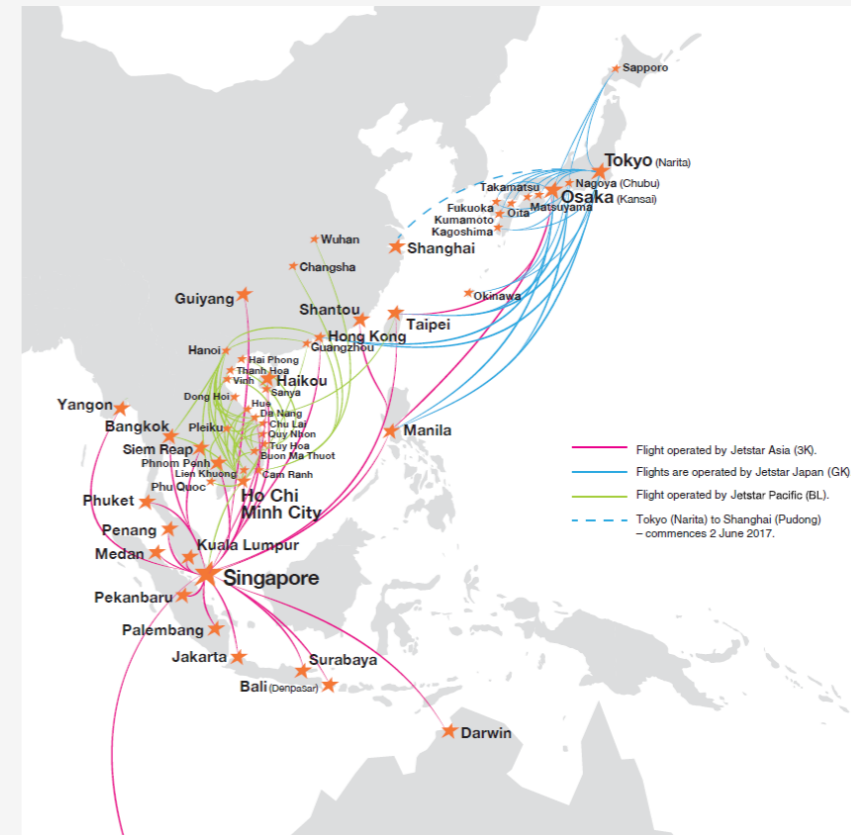 Sapporo
Tokyo (Narita)
Nagoya (Chubu)
Takamatsu
Osaka (Kansai)
Matsuyama
Fukuoka
Oita
Kumamoto
Kagoshima
Wuhan
Shanghai
Changsha
Guiyang
Okinawa
Shantou
Taipei
Hong Kong
Guangzhou
Hanoi
Hai Phong
Thanh Hoa
Vinh
Haikou
Sanya
Dong Hoi
Hue
Yangon
Da Nang
Bangkok
Pleiku
Chu Lai
Manila
Quy Nhon
Siem Reap
Túy Hoa
Buon Ma Thuot
Phnom Penh
Lien Khuong
Cam Ranh
Phu Quoc
Ho Chi
Minh City
Phuket
Penang
Kuala Lumpur
Medan
Singapore
Pekanbaru
Palembang
Jakarta
Surabaya
Bali (Denpasar)
Darwin
Flight operated by Jetstar Asia (3K).
Flights are operated by Jetstar Japan (GK)
Flight operated by Jetstar Pacific (BL).
Tokyo (Narita) to Shanghai (Pudong)
– commences 2 June 2017.